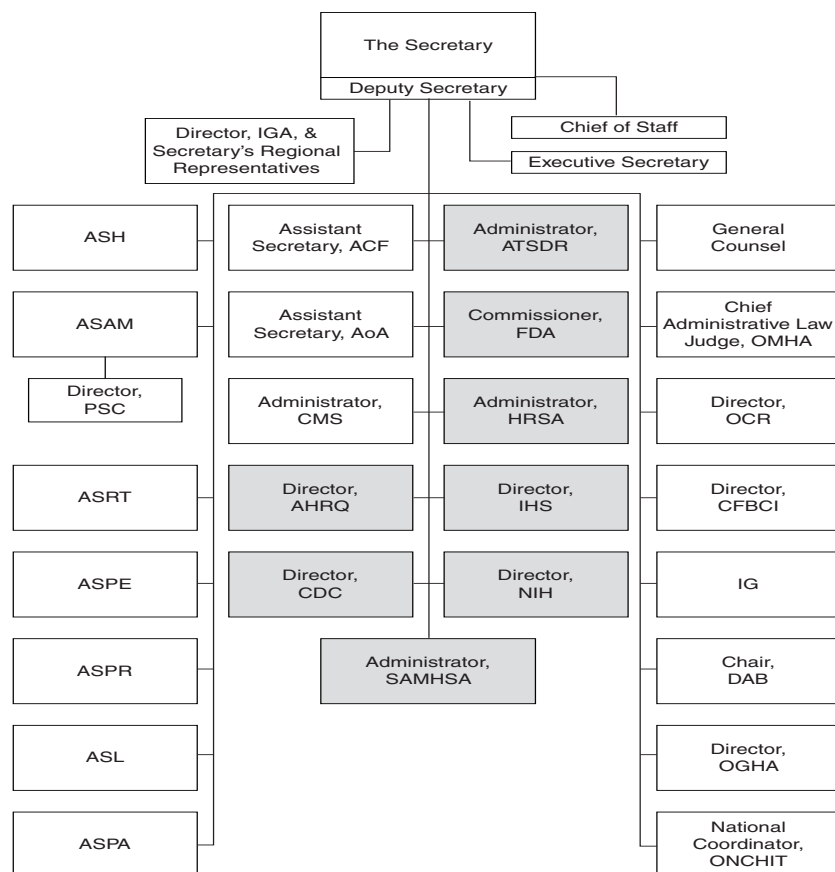 The Secretary
Deputy Secretary
Director, IGA, &
Secretary's Regional
Representatives
Chief of Staff
Executive Secretary
ASH
Assistant
Secretary, ACF
Administrator,
ATSDR
General
Counsel
ASAM
Assistant
Secretary, AoA
Commissioner,
FDA
Chief
Administrative Law
Judge, OMHA
Director,
PSC
Administrator,
CMS
Administrator,
HRSA
Director,
OCR
ASRT
Director,
AHRQ
Director,
IHS
Director,
CFBCI
ASPE
Director,
CDC
Director,
NIH
IG
ASPR
Administrator,
SAMHSA
Chair,
DAB
ASL
Director,
OGHA
ASPA
National
Coordinator,
ONCHIT